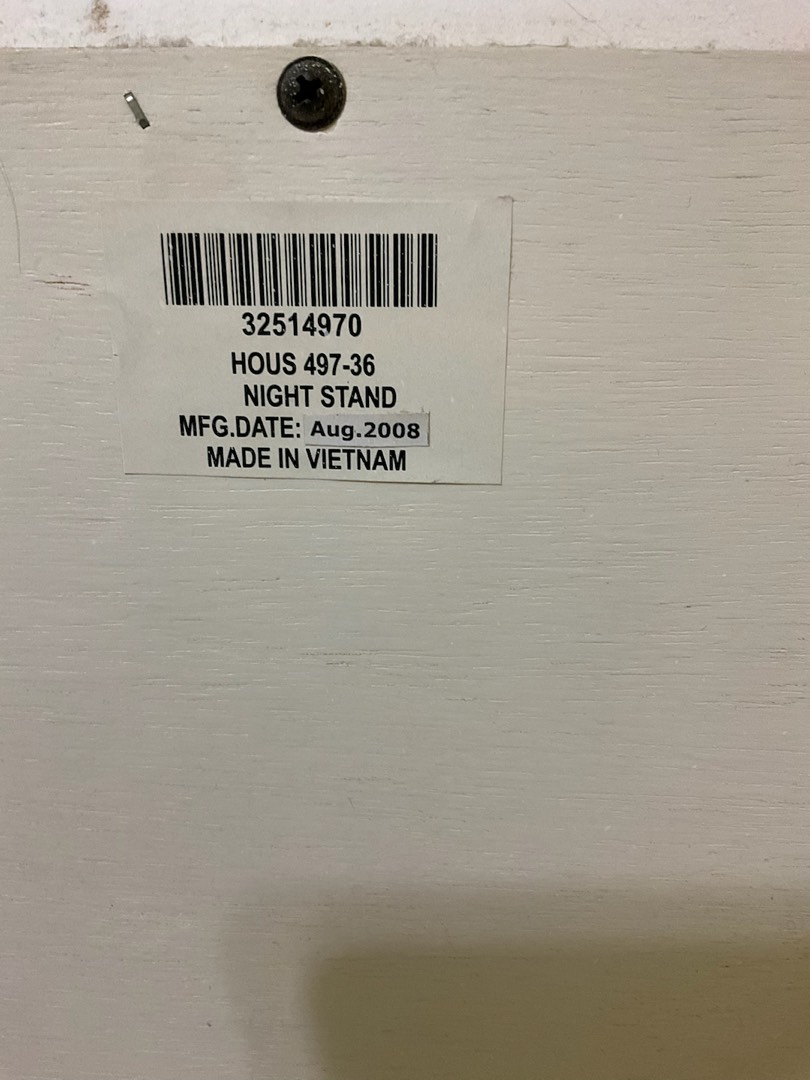 32514970
HOUS 497-36
NIGHT STAND
MFG.DATE: Aug.2008
MADE IN VIETNAM